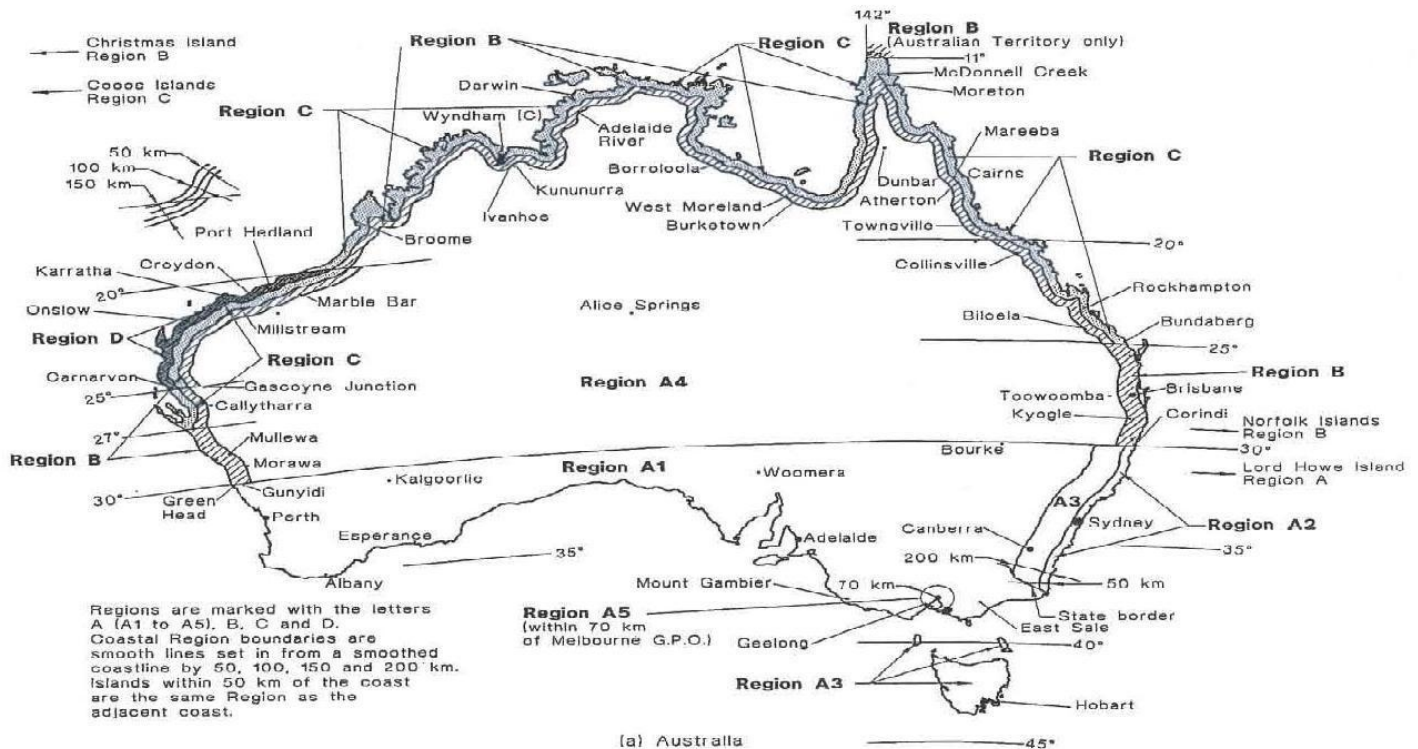 142°
Region B
(Australian Territory only)
11°
Christmas Island
Region B
Cocos Islands
Region C
Region B
Region C
McDonnell Creek
Moreton
Darwin
Region C
Wyndham (C)
Adelaide
River
Mareeba
Region C
50 km
100 km
150 km
Borroloola
Cairns
Kununurra
Dunbar
Atherton
Ivanhoe
West Moreland
Burketown
Townsville
Port Hedland
Broome
20°
Collinsville
Karratha
Croydon
20°
Marble Bar
Alice Springs
Rockhampton
Onslow
Millstream
Biloela
Bundaberg
Region D
25°
Region C
Carnarvon
Gascoyne Junction
Region A4
Region B
25°
Callytharra
Toowoomba
Brisbane
Kyogle
Corindi
27°
Norfolk Islands
Region B
Mullewa
Region B
Bourke
30°
Morawa
Region A1
Woomera
Lord Howe Island
Region A
30°
Kalgoorlie
Green
Head
Gunyidi
A3
Perth
Sydney
Region A2
Esperance
Canberra
Adelaide
35°
35°
200 km
Albany
Mount Gambier
70 km
50 km
Regions are marked with the letters
A (A1 to A5), B, C and D.
Coastal Region boundaries are
smooth lines set in from a smoothed
coastline by 50, 100, 150 and 200 km.
Islands within 50 km of the coast
are the same Region as the
adjacent coast.
Region A5
(within 70 km
of Melbourne G.P.O.)
State border
East Sale
Geelong
40°
Region A3
Hobart
(a) Australia
45°